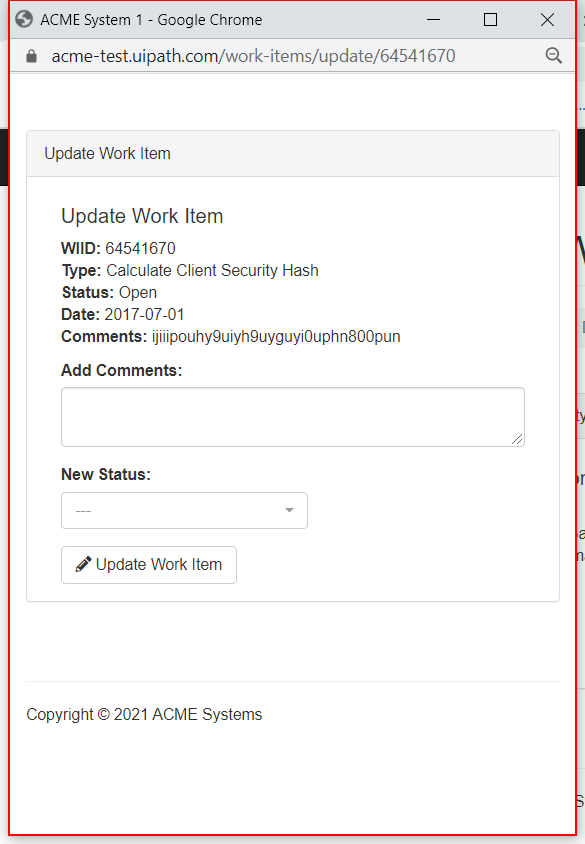 ACME System 1 - Google Chrome
acme-test.uipath.com/work-items/update/64541670
Update Work Item
Update Work Item
WIID: 64541670
Type: Calculate Client Security Hash
Status: Open
Date: 2017-07-01
Comments: ijiiipouhy9uiyh9uyguyi0uphn800pun
Add Comments:
New Status:
---
Update Work Item
Copyright © 2021 ACME Systems